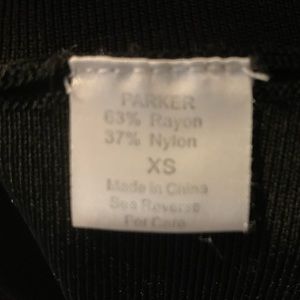 PARKER
63% Rayon
37% Nylon
XS
Made in China
See Reverse
For Care